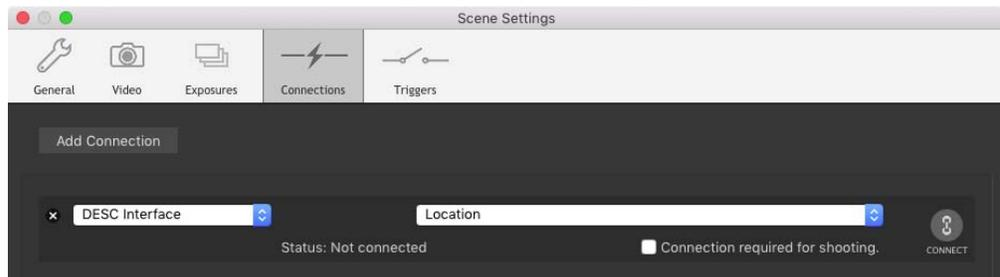 Scene Settings
General Video Exposures Connections Triggers
Add Connection
DESC Interface Location
Status: Not connected Connection required for shooting. CONNECT